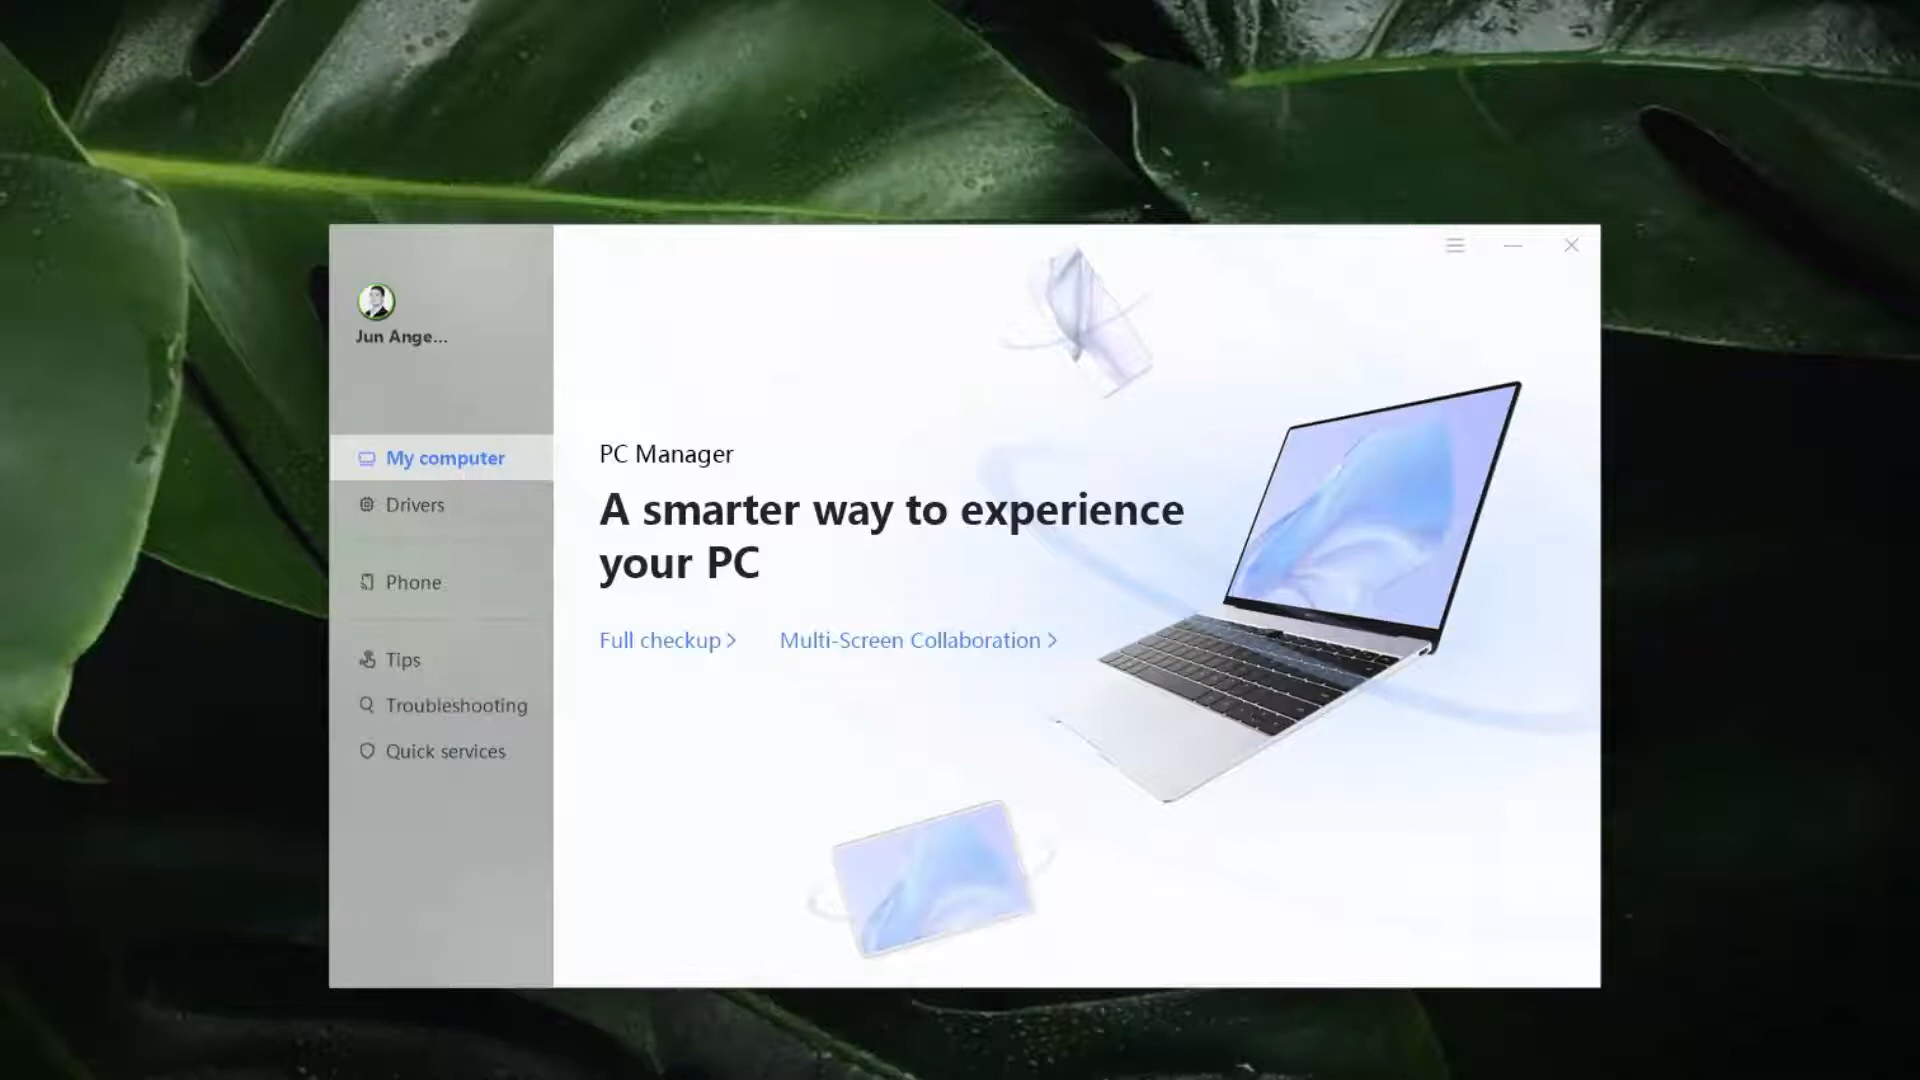 Jun Ange...
My computer
Drivers
Phone
Tips
Troubleshooting
Quick services
PC Manager
A smarter way to experience
your PC
Full checkup >
Multi-Screen Collaboration >